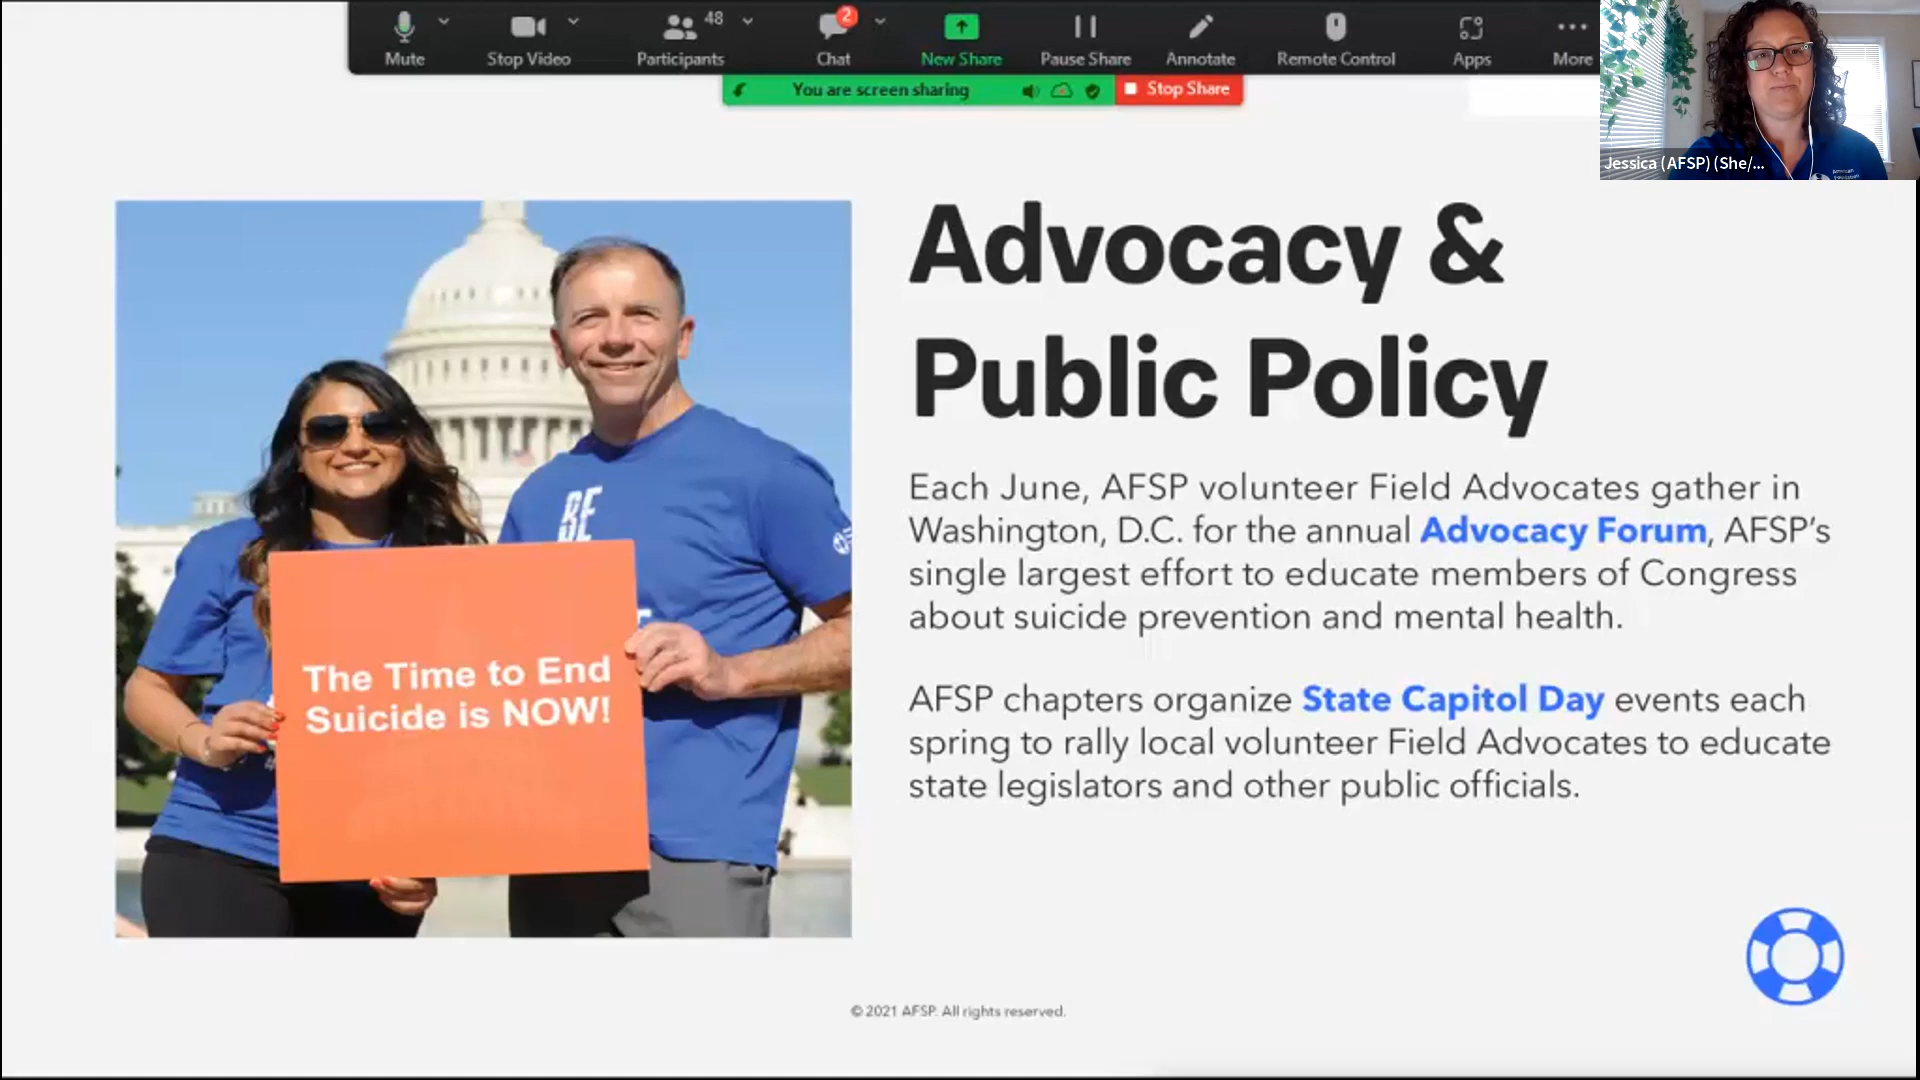 Mute
Stop Video
48
Participants
2
Chat
New Share
Pause Share
Annotate
Remote Control
Apps
More
You are screen sharing
Stop Share
Jessica (AFSP) (She/...
Advocacy &
Public Policy
BE
The Time to End
Suicide is NOW!
Each June, AFSP volunteer Field Advocates gather in
Washington, D.C. for the annual Advocacy Forum, AFSP’s
single largest effort to educate members of Congress
about suicide prevention and mental health.
AFSP chapters organize State Capitol Day events each
spring to rally local volunteer Field Advocates to educate
state legislators and other public officials.
© 2021 AFSP. All rights reserved.